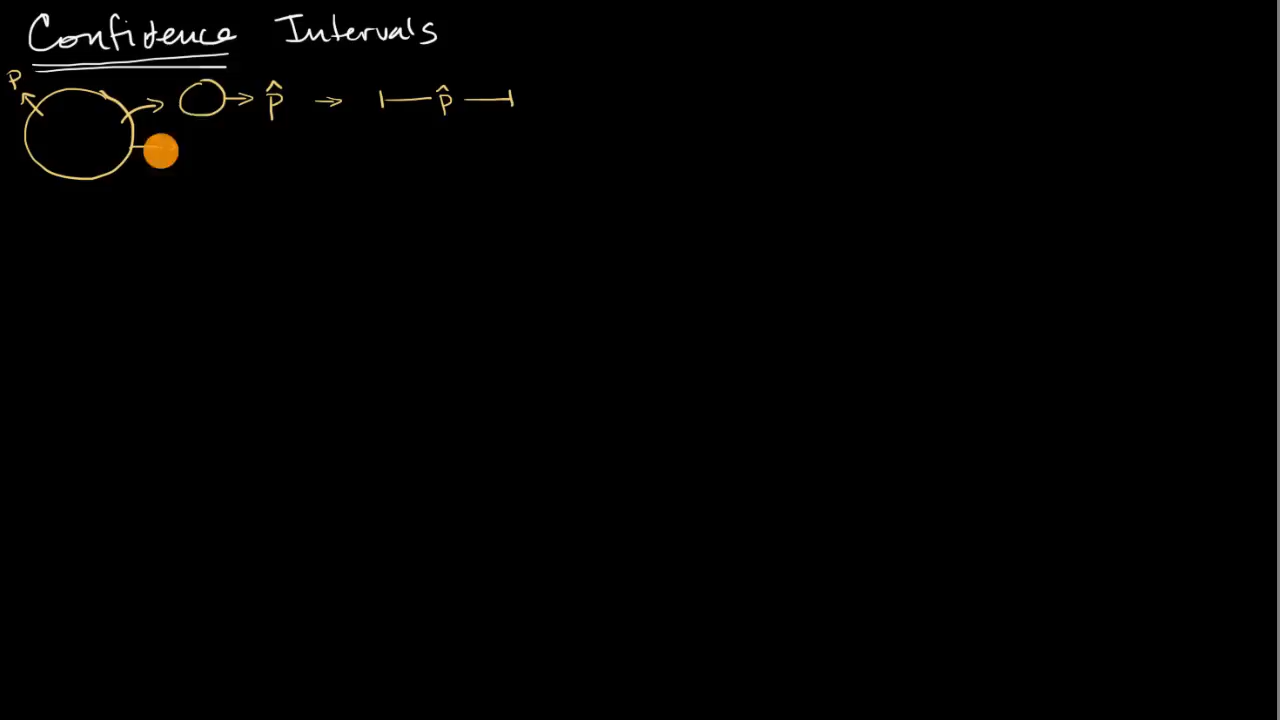 Confidence Intervals
P
p̂ → p̂